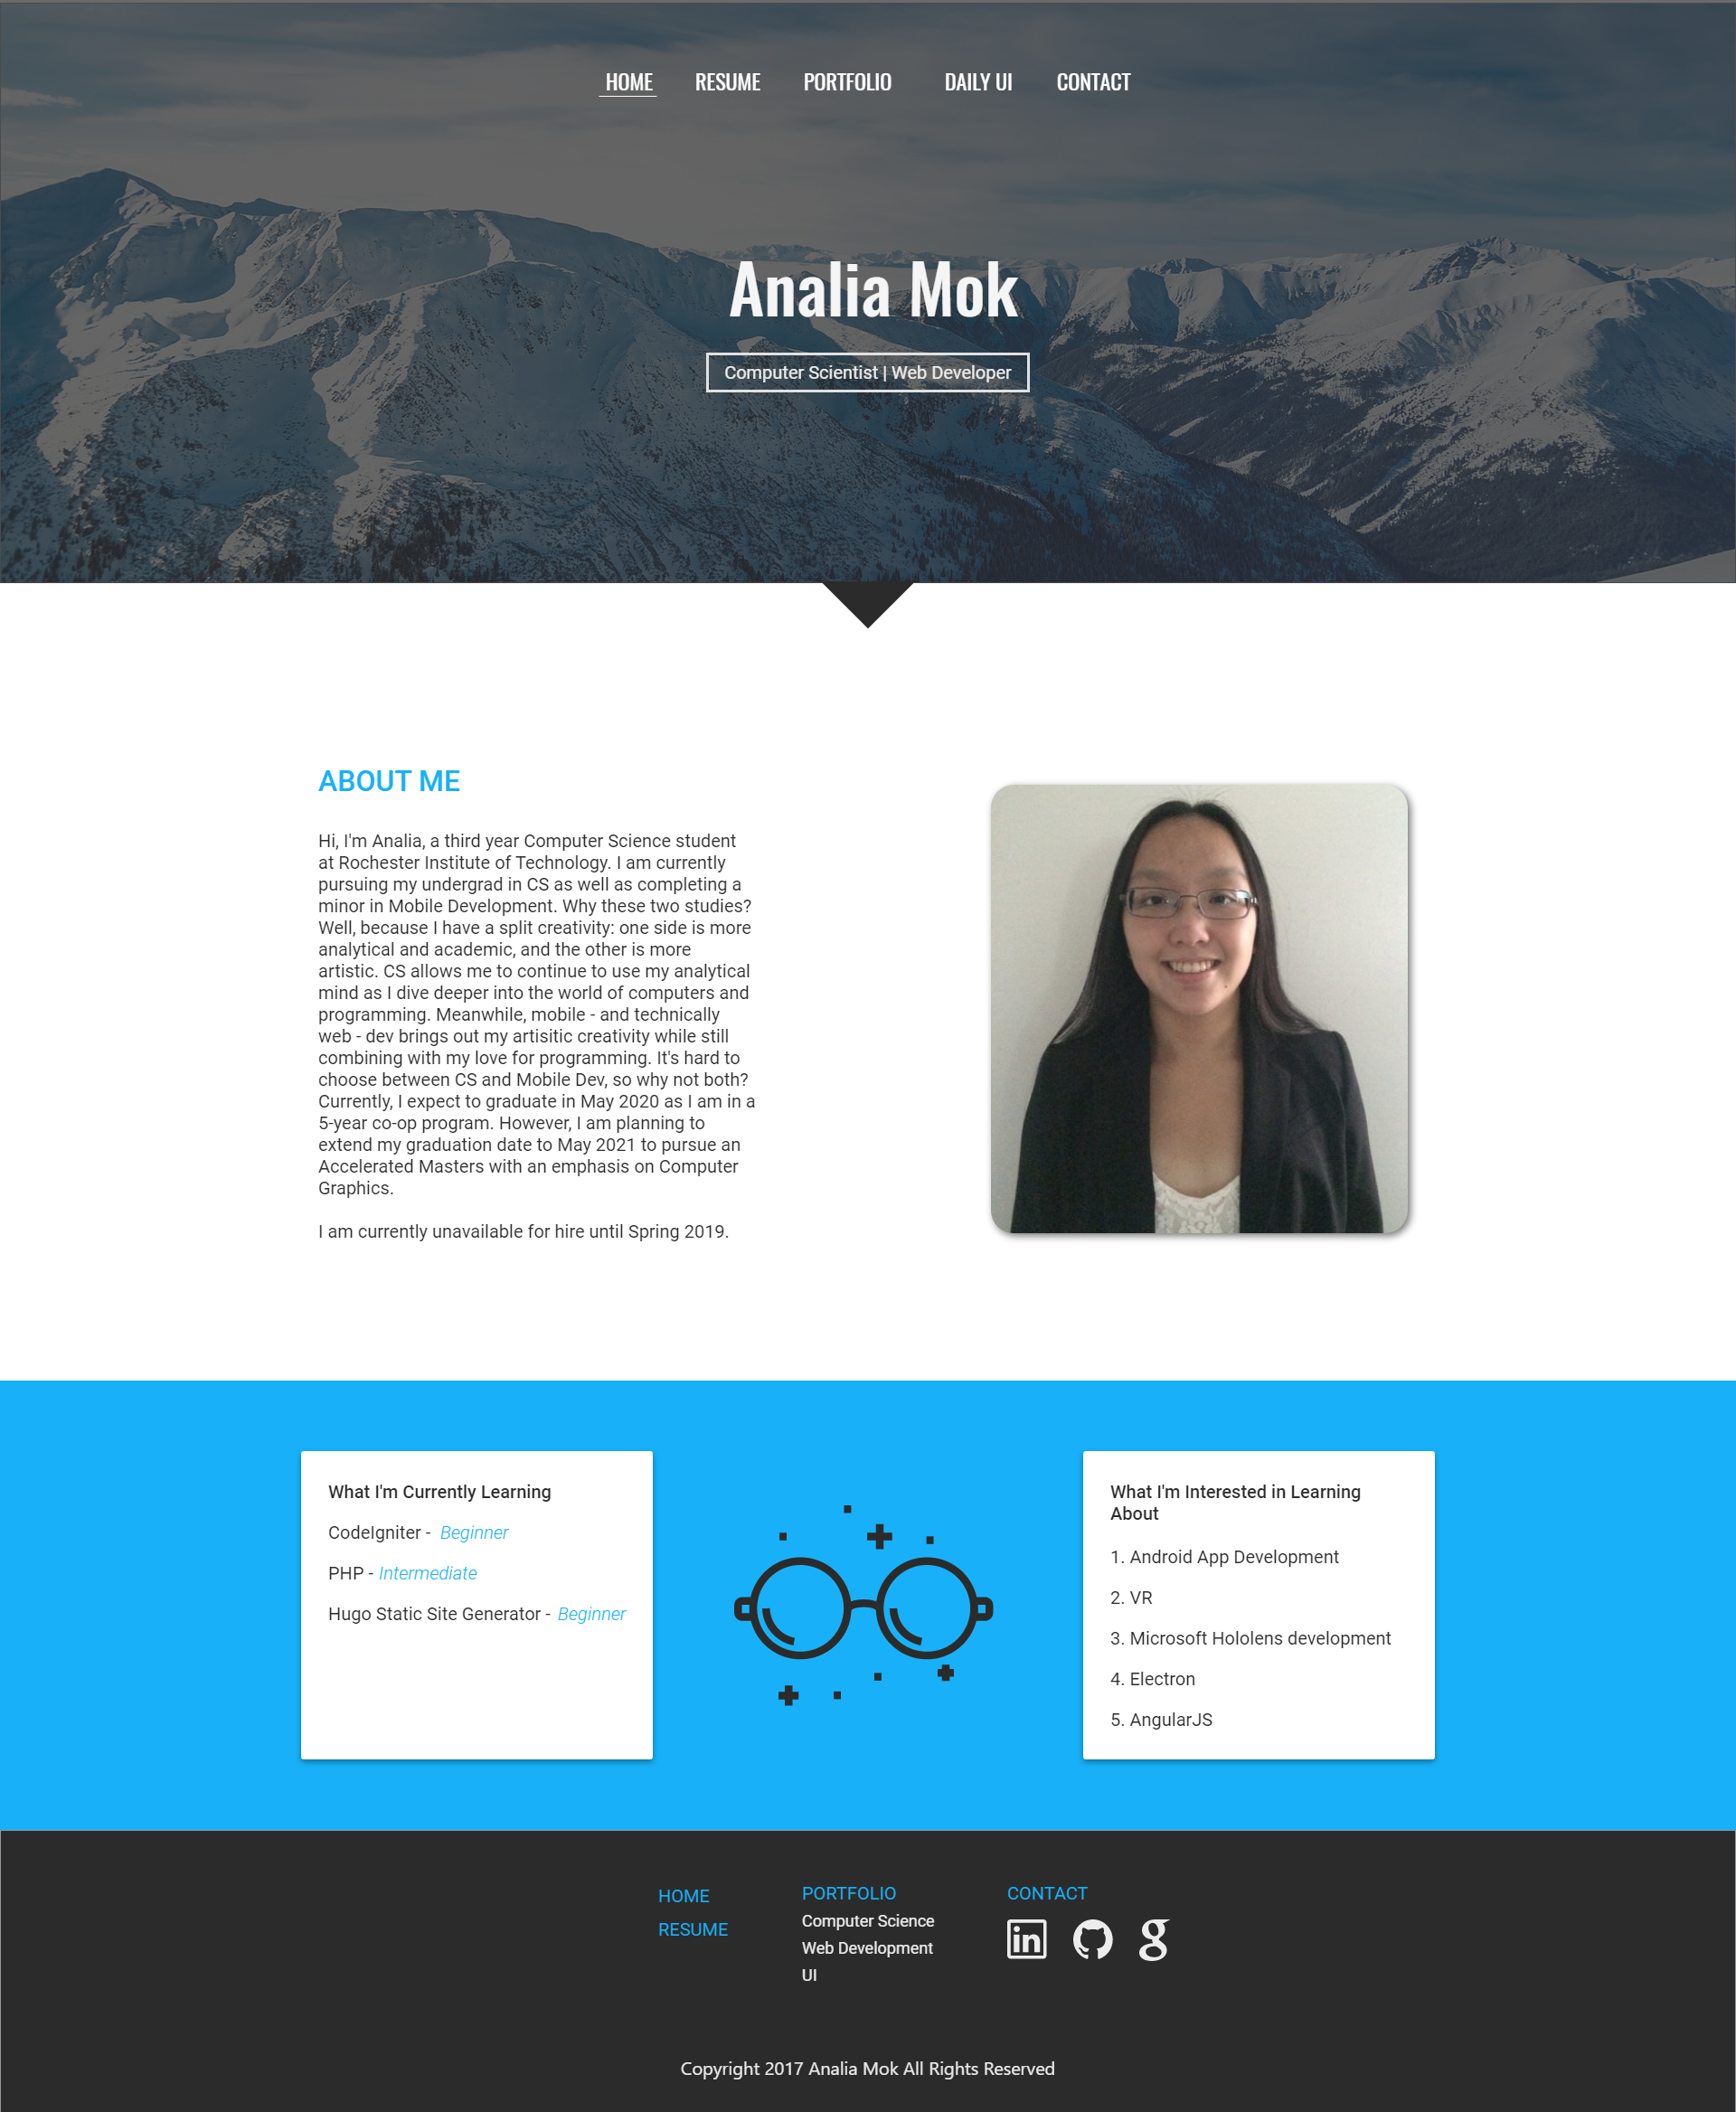 HOME RESUME PORTFOLIO DAILY UI CONTACT
Analia Mok
Computer Scientist | Web Developer
ABOUT ME
Hi, I'm Analia, a third year Computer Science student
at Rochester Institute of Technology. I am currently
pursuing my undergrad in CS as well as completing a
minor in Mobile Development. Why these two studies?
Well, because I have a split creativity: one side is more
analytical and academic, and the other is more
artistic. CS allows me to continue to use my analytical
mind as I dive deeper into the world of computers and
programming. Meanwhile, mobile - and technically
web - dev brings out my artisitic creativity while still
combining with my love for programming. It's hard to
choose between CS and Mobile Dev, so why not both?
Currently, I expect to graduate in May 2020 as I am in a
5-year co-op program. However, I am planning to
extend my graduation date to May 2021 to pursue an
Accelerated Masters with an emphasis on Computer
Graphics.
I am currently unavailable for hire until Spring 2019.
What I'm Currently Learning
CodeIgniter - Beginner
PHP - Intermediate
Hugo Static Site Generator - Beginner
What I'm Interested in Learning
About
1. Android App Development
2. VR
3. Microsoft Hololens development
4. Electron
5. AngularJS
HOME
RESUME
PORTFOLIO
Computer Science
Web Development
UI
CONTACT
in
g
Copyright 2017 Analia Mok All Rights Reserved